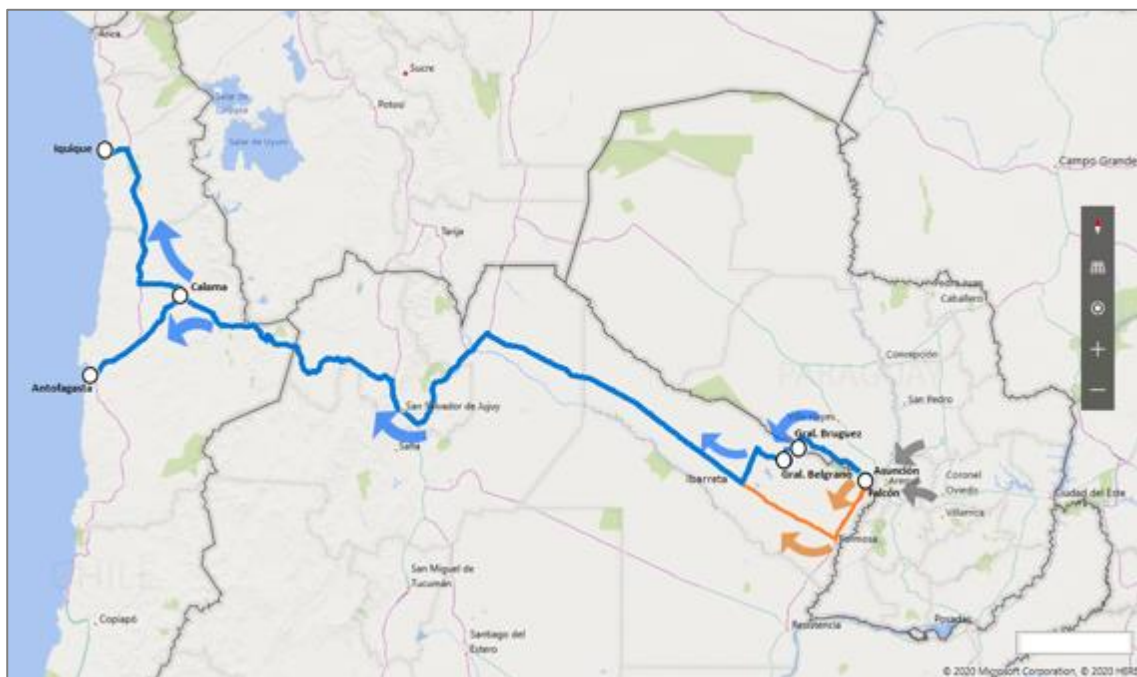 Arica
Sucre
Potosí
Salar de Uyuni
Campo Grande
Iquique
Tarija
Calama
Pedro Juan
Caballero
Concepción
PARAGUAY
San Pedro
Antofagasta
San Salvador de Jujuy
Salta
Gral. Bruguez
Gral. Belgrano
Asunción
Falcón
Ibarreta
Coronel
Oviedo
Ciudad del Este
Villarrica
Formosa
CHILE
San Miguel de
Tucumán
Copiapó
Resistencia
Posadas
Santiago del
Estero
© 2020 Microsoft Corporation, © 2020 HERE